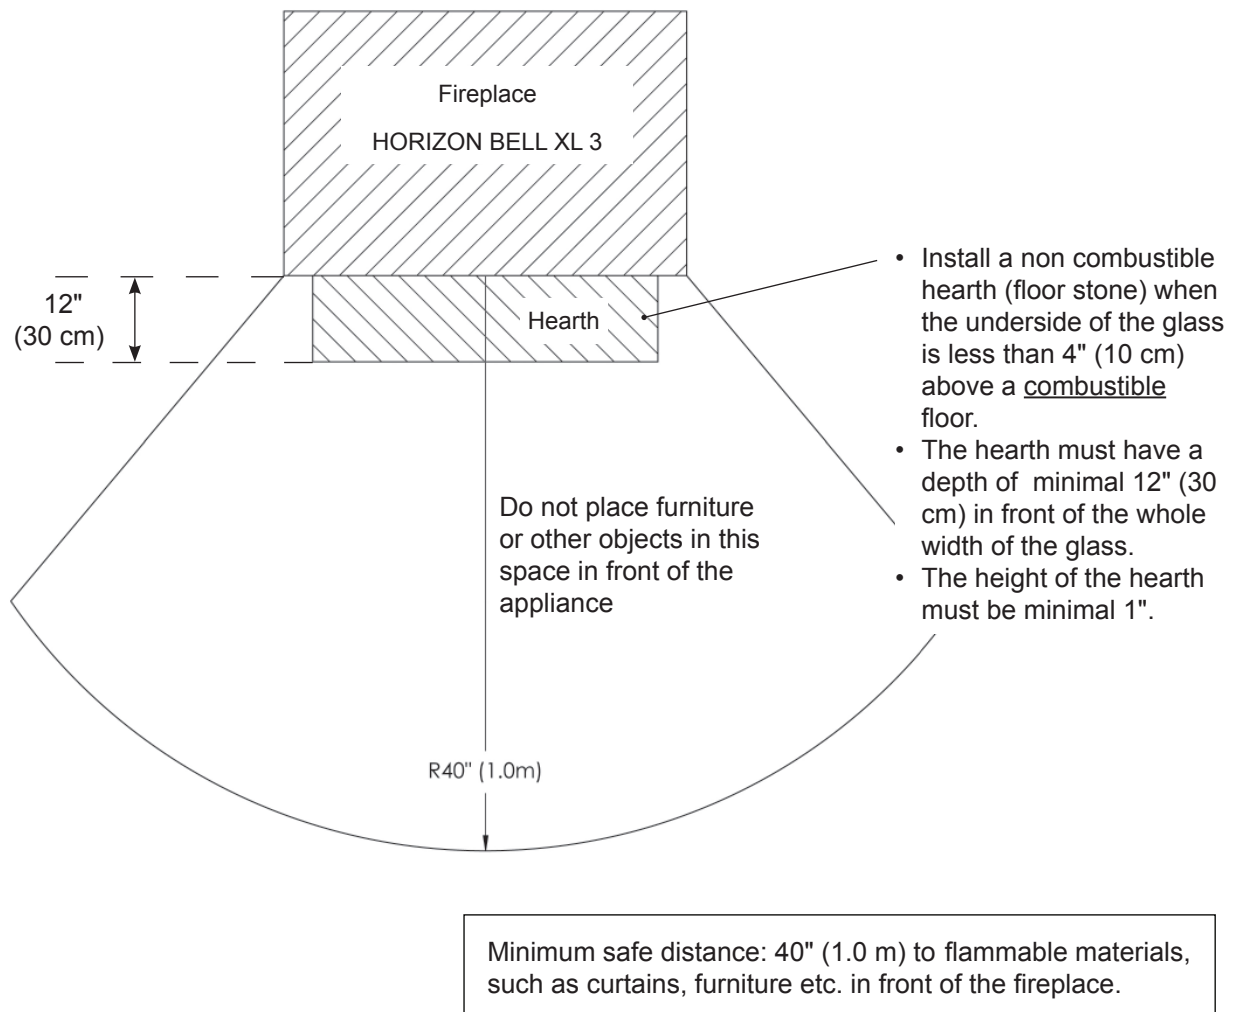 Fireplace
HORIZON BELL XL 3
12"
(30 cm)
Hearth
• Install a non combustible
hearth (floor stone) when
the underside of the glass
is less than 4" (10 cm)
above a combustible
floor.
• The hearth must have a
depth of  minimal 12" (30
cm) in front of the whole
width of the glass.
• The height of the hearth
must be minimal 1".
Do not place furniture
or other objects in this
space in front of the
appliance
R40" (1.0m)
Minimum safe distance: 40" (1.0 m) to flammable materials,
such as curtains, furniture etc. in front of the fireplace.